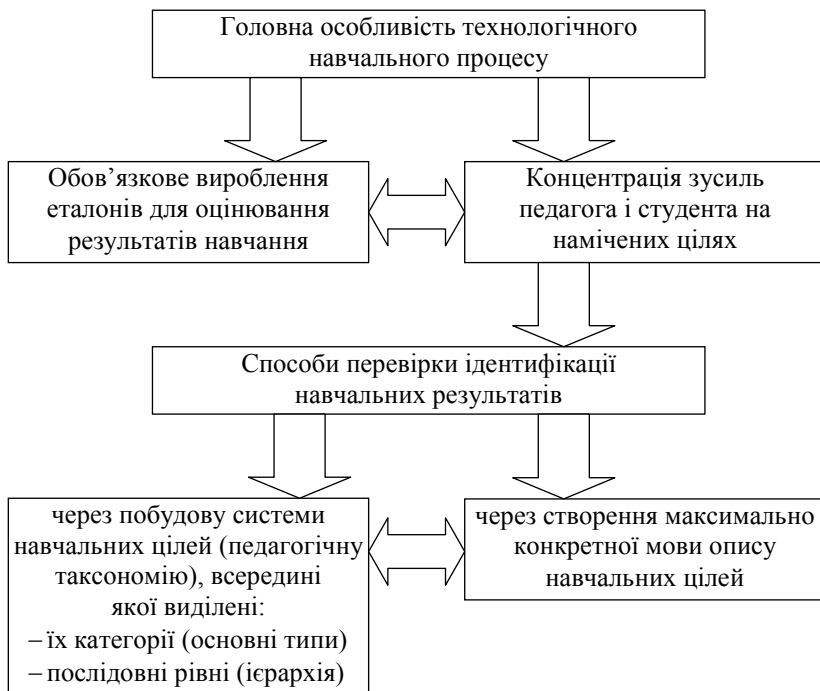 Головна особливість технологічного
навчального процесу
Обов’язкове вироблення
еталонів для оцінювання
результатів навчання
Концентрація зусиль
педагога і студента на
намічених цілях
Способи перевірки ідентифікації
навчальних результатів
через побудову системи
навчальних цілей (педагогічну
таксономію), всередині
якої виділені:
– їх категорії (основні типи)
– послідовні рівні (ієрархія)
через створення максимально
конкретної мови опису
навчальних цілей